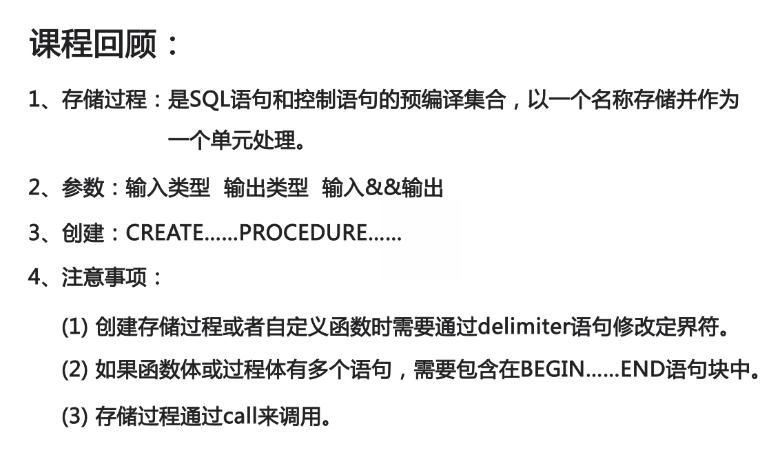 课程回顾：
1、存储过程：是SQL语句和控制语句的预编译集合，以一个名称存储并作为
一个单元处理。
2、参数：输入类型 输出类型 输入&&输出
3、创建：CREATE……PROCEDURE……
4、注意事项：
(1) 创建存储过程或者自定义函数时需要通过delimiter语句修改定界符。
(2) 如果函数体或过程体有多个语句，需要包含在BEGIN……END语句块中。
(3) 存储过程通过call来调用。